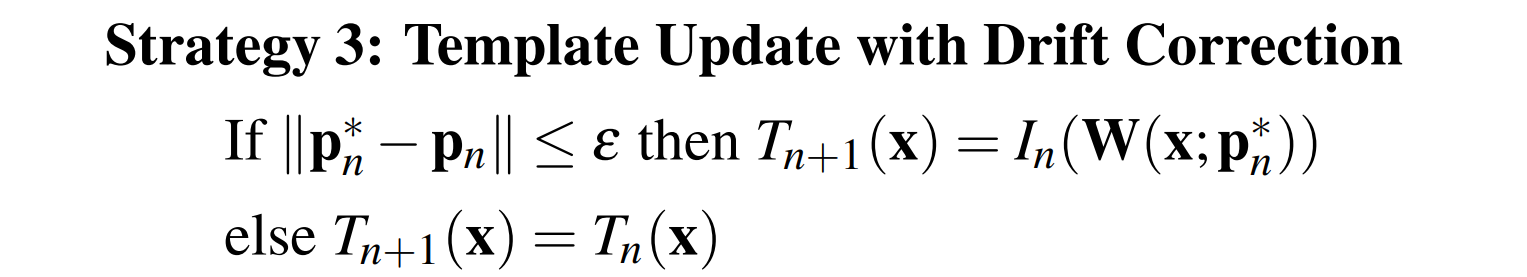 Strategy 3: Template Update with Drift Correction
If ‖p*ₙ − pₙ‖ ≤ ε then Tₙ₊₁(x) = Iₙ(W(x; p*ₙ))
else Tₙ₊₁(x) = Tₙ(x)